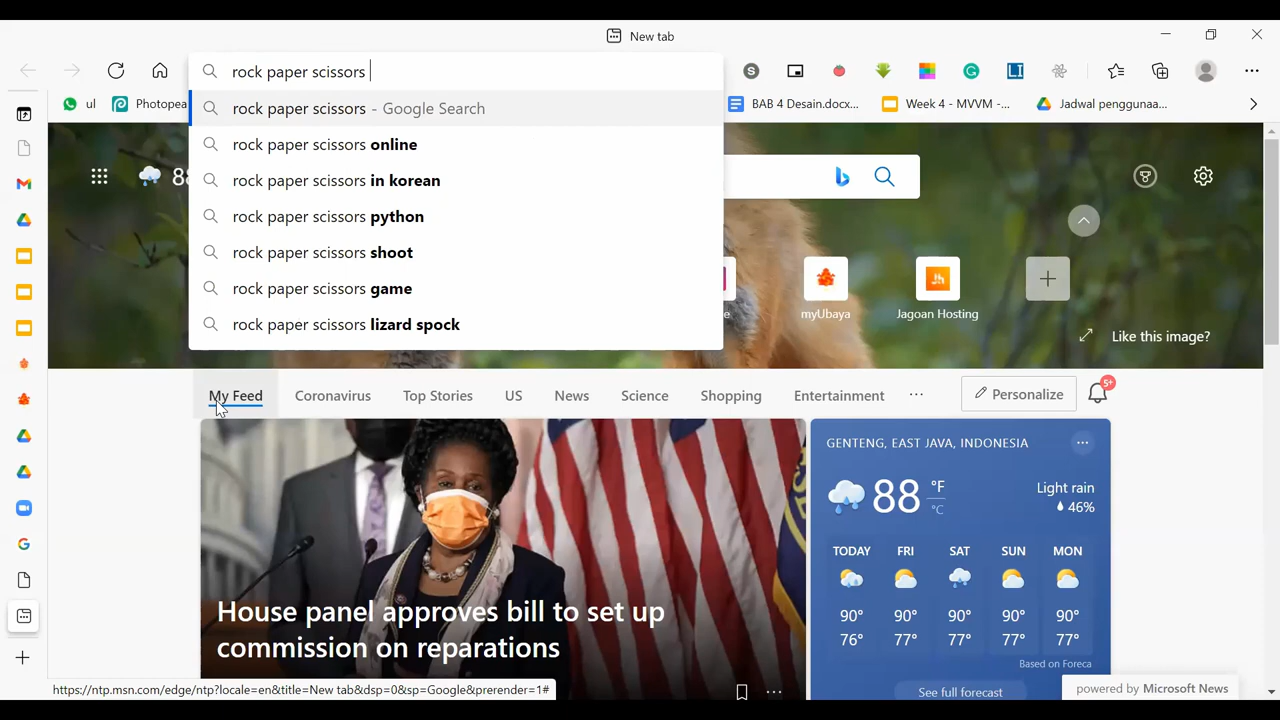 New tab
rock paper scissors
ul
Photopea
rock paper scissors - Google Search
BAB 4 Desain.docx...
Week 4 - MVVM -...
Jadwal penggunaa...
rock paper scissors online
88
rock paper scissors in korean
rock paper scissors python
rock paper scissors shoot
rock paper scissors game
rock paper scissors lizard spock
e
myUbaya
Jagoan Hosting
Like this image?
My Feed
Coronavirus
Top Stories
US
News
Science
Shopping
Entertainment
...
Personalize
5+
GENTENG, EAST JAVA, INDONESIA
88
°F
°C
Light rain
46%
TODAY FRI SAT SUN MON
90° 90° 90° 90° 90°
76° 77° 77° 77° 77°
Based on Foreca
See full forecast
House panel approves bill to set up
commission on reparations
https://ntp.msn.com/edge/ntp?locale=en&title=New tab&dsp=0&sp=Google&prerender=1#
powered by Microsoft News